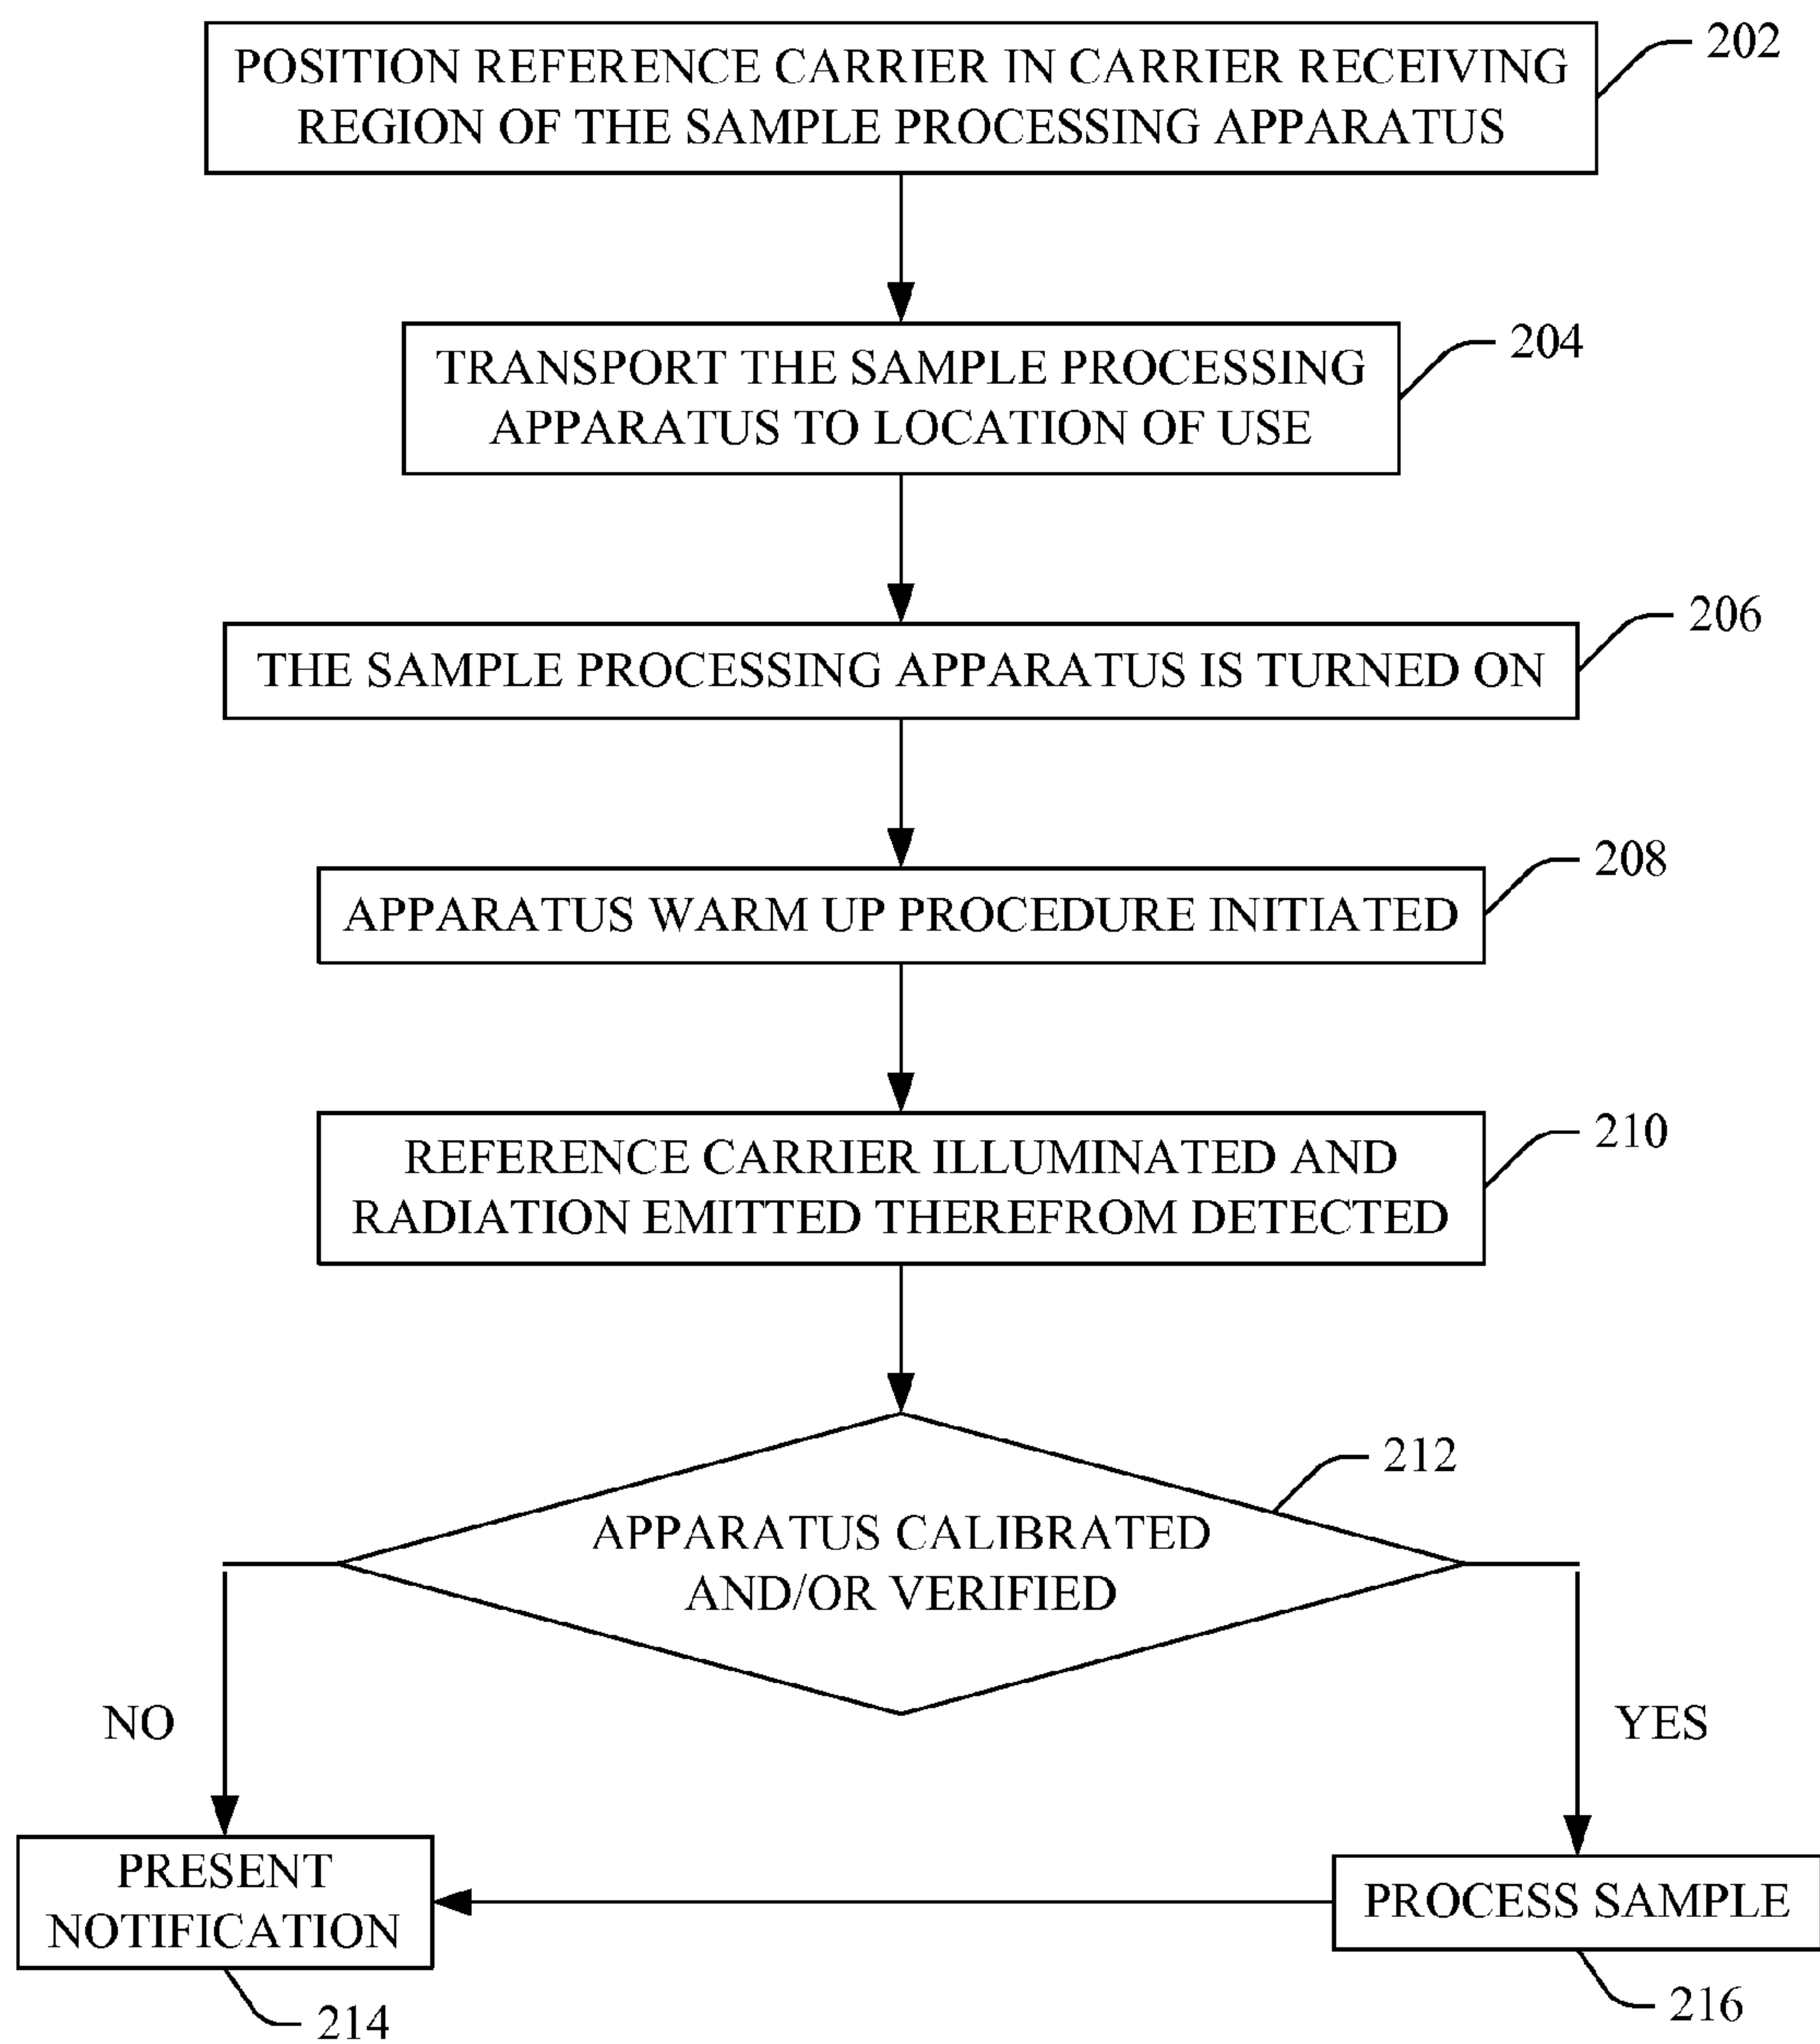 POSITION REFERENCE CARRIER IN CARRIER RECEIVING
REGION OF THE SAMPLE PROCESSING APPARATUS
202
TRANSPORT THE SAMPLE PROCESSING
APPARATUS TO LOCATION OF USE
204
THE SAMPLE PROCESSING APPARATUS IS TURNED ON
206
APPARATUS WARM UP PROCEDURE INITIATED
208
REFERENCE CARRIER ILLUMINATED AND
RADIATION EMITTED THEREFROM DETECTED
210
APPARATUS CALIBRATED
AND/OR VERIFIED
212
NO
YES
PRESENT
NOTIFICATION
214
PROCESS SAMPLE
216